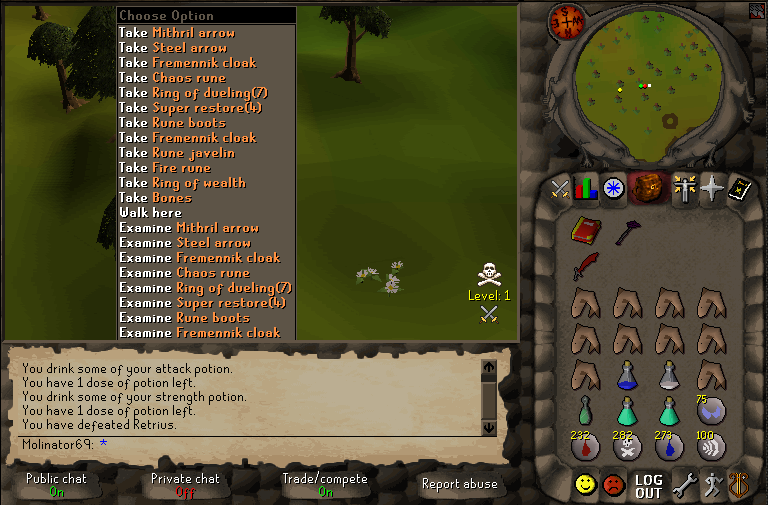 Choose Option
Take Mithril arrow
Take Steel arrow
Take Fremennik cloak
Take Chaos rune
Take Ring of dueling(7)
Take Super restore(4)
Take Rune boots
Take Fremennik cloak
Take Rune javelin
Take Fire rune
Take Ring of wealth
Take Bones
Walk here
Examine Mithril arrow
Examine Steel arrow
Examine Fremennik cloak
Examine Chaos rune
Examine Ring of dueling(7)
Examine Super restore(4)
Examine Rune boots
Examine Fremennik cloak
Level: 1
You drink some of your attack potion.
You have 1 dose of potion left.
You drink some of your strength potion.
You have 1 dose of potion left.
You have defeated Retrius.
Molinator69: *
Public chat
On
Private chat
Off
Trade/compete
On
Report abuse
75
232
282
273
100
LOG
OUT